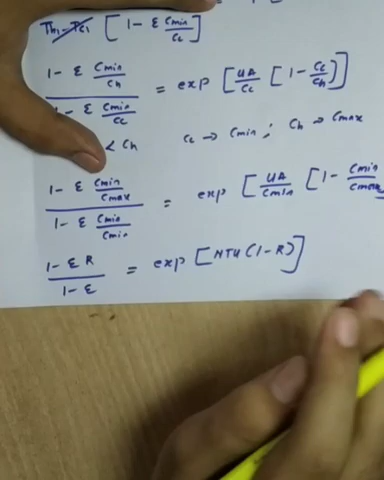 Th₁ - Tc₁ [1 - ε Cmin/Cc]
(1 - ε Cmin/Ch) / (1 - ε Cmin/Cc) = exp [UA/Cc [1 - Cc/Ch]]
< Ch Cc → Cmin ; Ch → Cmax
(1 - ε Cmin/Cmax) / (1 - ε Cmin/Cmin) = exp [UA/Cmin [1 - Cmin/Cmax
(1 - ε R) / (1 - ε) = exp [NTU (1 - R)]